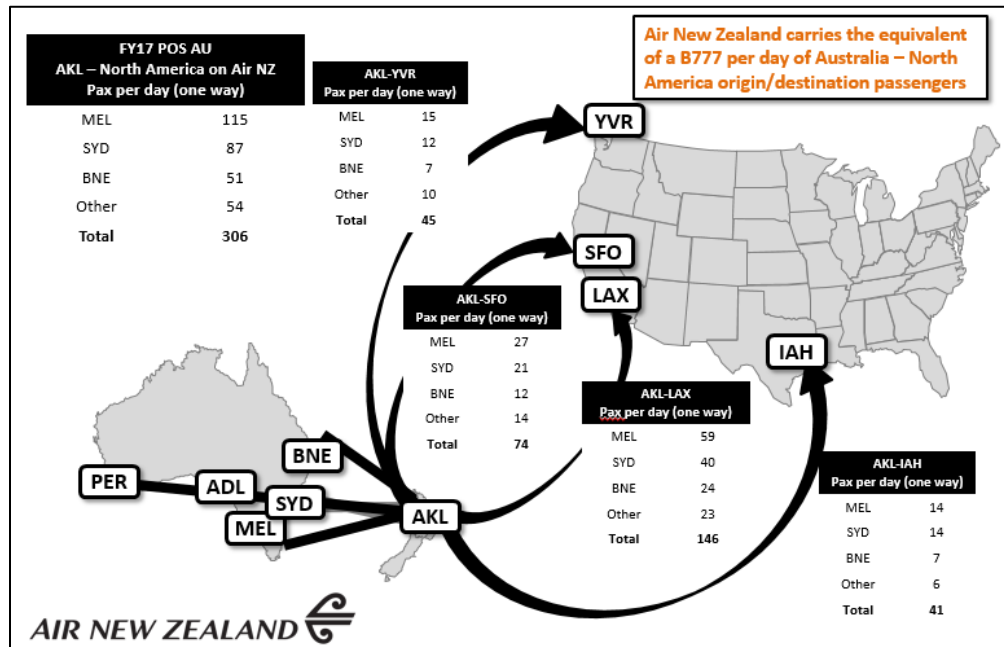 FY17 POS AU
AKL – North America on Air NZ
Pax per day (one way)
MEL 115
SYD 87
BNE 51
Other 54
Total 306
AKL-YVR
Pax per day (one way)
MEL 15
SYD 12
BNE 7
Other 10
Total 45
Air New Zealand carries the equivalent
of a B777 per day of Australia – North
America origin/destination passengers
YVR
SFO
LAX
IAH
AKL-SFO
Pax per day (one way)
MEL 27
SYD 21
BNE 12
Other 14
Total 74
AKL-LAX
Pax per day (one way)
MEL 59
SYD 40
BNE 24
Other 23
Total 146
AKL-IAH
Pax per day (one way)
MEL 14
SYD 14
BNE 7
Other 6
Total 41
BNE
PER
ADL
SYD
MEL
AKL
AIR NEW ZEALAND